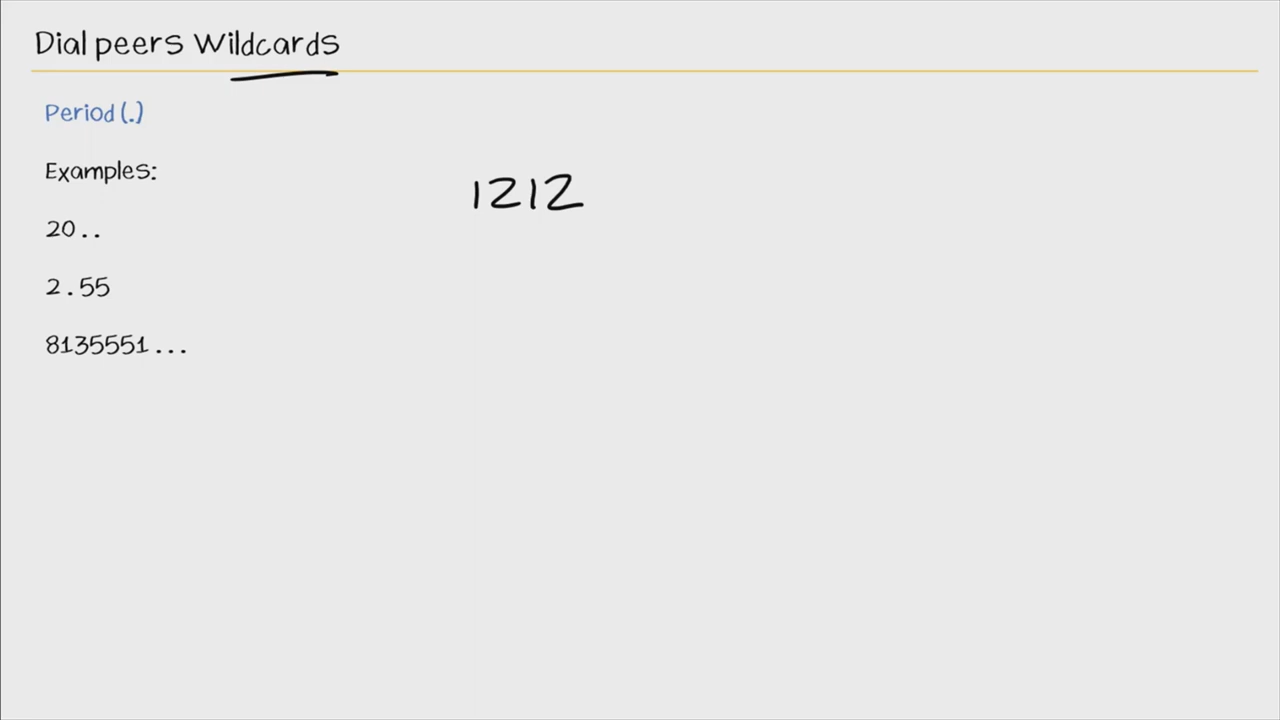 Dial peers Wildcards
Period (.)
Examples:
1212
20..
2.55
8135551...